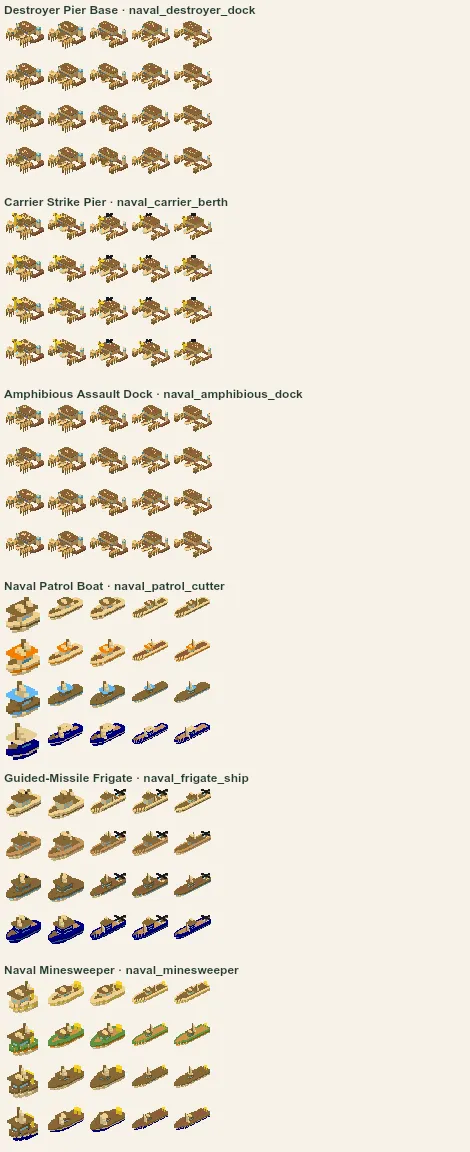 Destroyer Pier Base · naval_destroyer_dock
Carrier Strike Pier · naval_carrier_berth
Amphibious Assault Dock · naval_amphibious_dock
Naval Patrol Boat · naval_patrol_cutter
Guided-Missile Frigate · naval_frigate_ship
Naval Minesweeper · naval_minesweeper